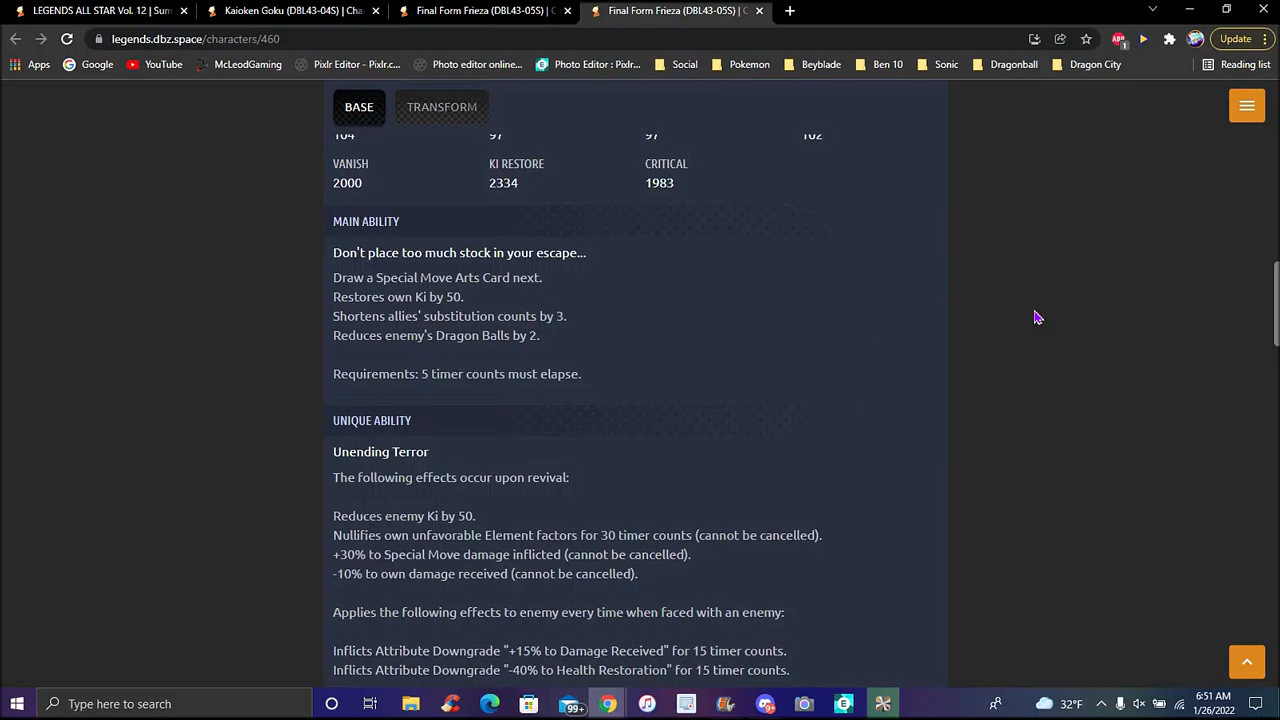 LEGENDS ALL STAR Vol. 12 | Sum
Kaioken Goku (DBL43-04S) | Cha
Final Form Frieza (DBL43-05S) | C
Final Form Frieza (DBL43-05S) | C
legends.dbz.space/characters/460
ABP
1
Update
Apps
Google
YouTube
McLeodGaming
Pixlr Editor - Pixlr.c...
Photo editor online...
Photo Editor : Pixlr...
Social
Pokemon
Beyblade
Ben 10
Sonic
Dragonball
Dragon City
Reading list
BASE
TRANSFORM
104
97
97
102
VANISH
KI RESTORE
CRITICAL
2000
2334
1983
MAIN ABILITY
Don't place too much stock in your escape...
Draw a Special Move Arts Card next.
Restores own Ki by 50.
Shortens allies' substitution counts by 3.
Reduces enemy's Dragon Balls by 2.
Requirements: 5 timer counts must elapse.
UNIQUE ABILITY
Unending Terror
The following effects occur upon revival:
Reduces enemy Ki by 50.
Nullifies own unfavorable Element factors for 30 timer counts (cannot be cancelled).
+30% to Special Move damage inflicted (cannot be cancelled).
-10% to own damage received (cannot be cancelled).
Applies the following effects to enemy every time when faced with an enemy:
Inflicts Attribute Downgrade "+15% to Damage Received" for 15 timer counts.
Inflicts Attribute Downgrade "-40% to Health Restoration" for 15 timer counts.
Type here to search
99+
32°F
6:51 AM
1/26/2022